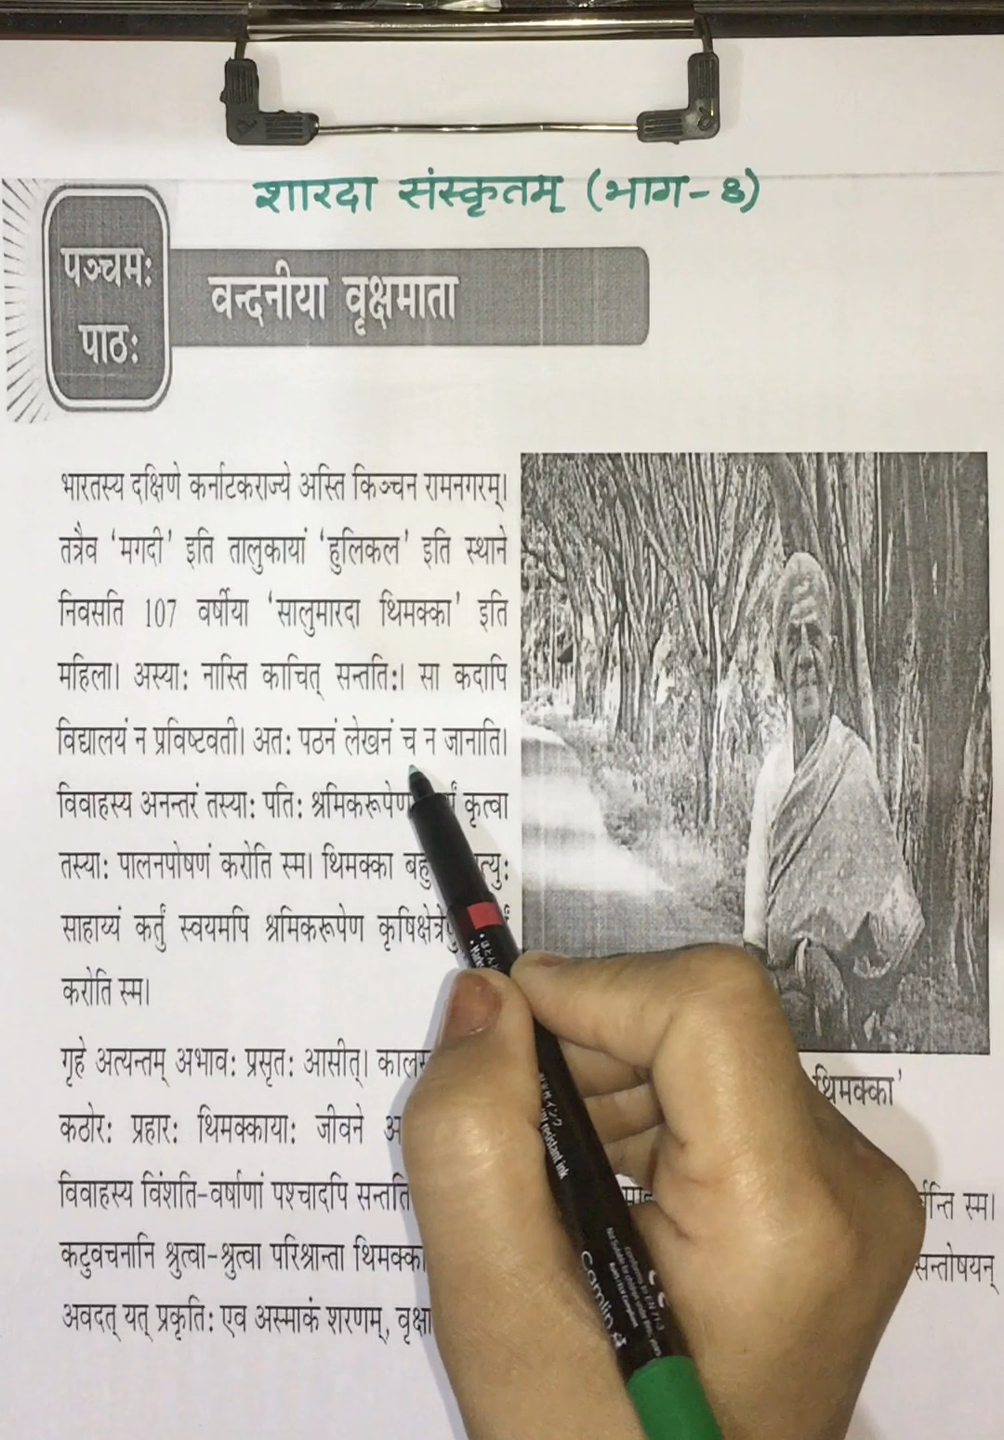 शारदा संस्कृतम् (भाग-3)
पञ्चमः
पाठः
वन्दनीया वृक्षमाता
भारतस्य दक्षिणे कर्नाटकराज्ये अस्ति किञ्चन रामनगरम्।
तत्रैव ‘मगदी’ इति तालुकायां ‘हुलिकल’ इति स्थाने
निवसति 107 वर्षीया ‘सालुमारदा थिमक्का’ इति
महिला। अस्याः नास्ति काचित् सन्ततिः। सा कदापि
विद्यालयं न प्रविष्टवती। अतः पठनं लेखनं च न जानाति।
विवाहस्य अनन्तरं तस्याः पतिः श्रमिकरूपेण कृत्वा
तस्याः पालनपोषणं करोति स्म। थिमक्का
साहाय्यं कर्तुं स्वयमपि श्रमिकरूपेण
करोति स्म।
थिमक्का’
गृहे अत्यन्तम् अभावः प्रसृतः आसीत्।
कठोरः प्रहारः थिमक्कायाः जीवने
विवाहस्य विंशति-वर्षाणां पश्चादपि स्म।
कटुवचनानि श्रुत्वा-श्रुत्वा परिश्रान्ता थिमक्का सन्तोषयन्
अवदत् यत् प्रकृतिः एव अस्माकं शरणम्,
Camlin